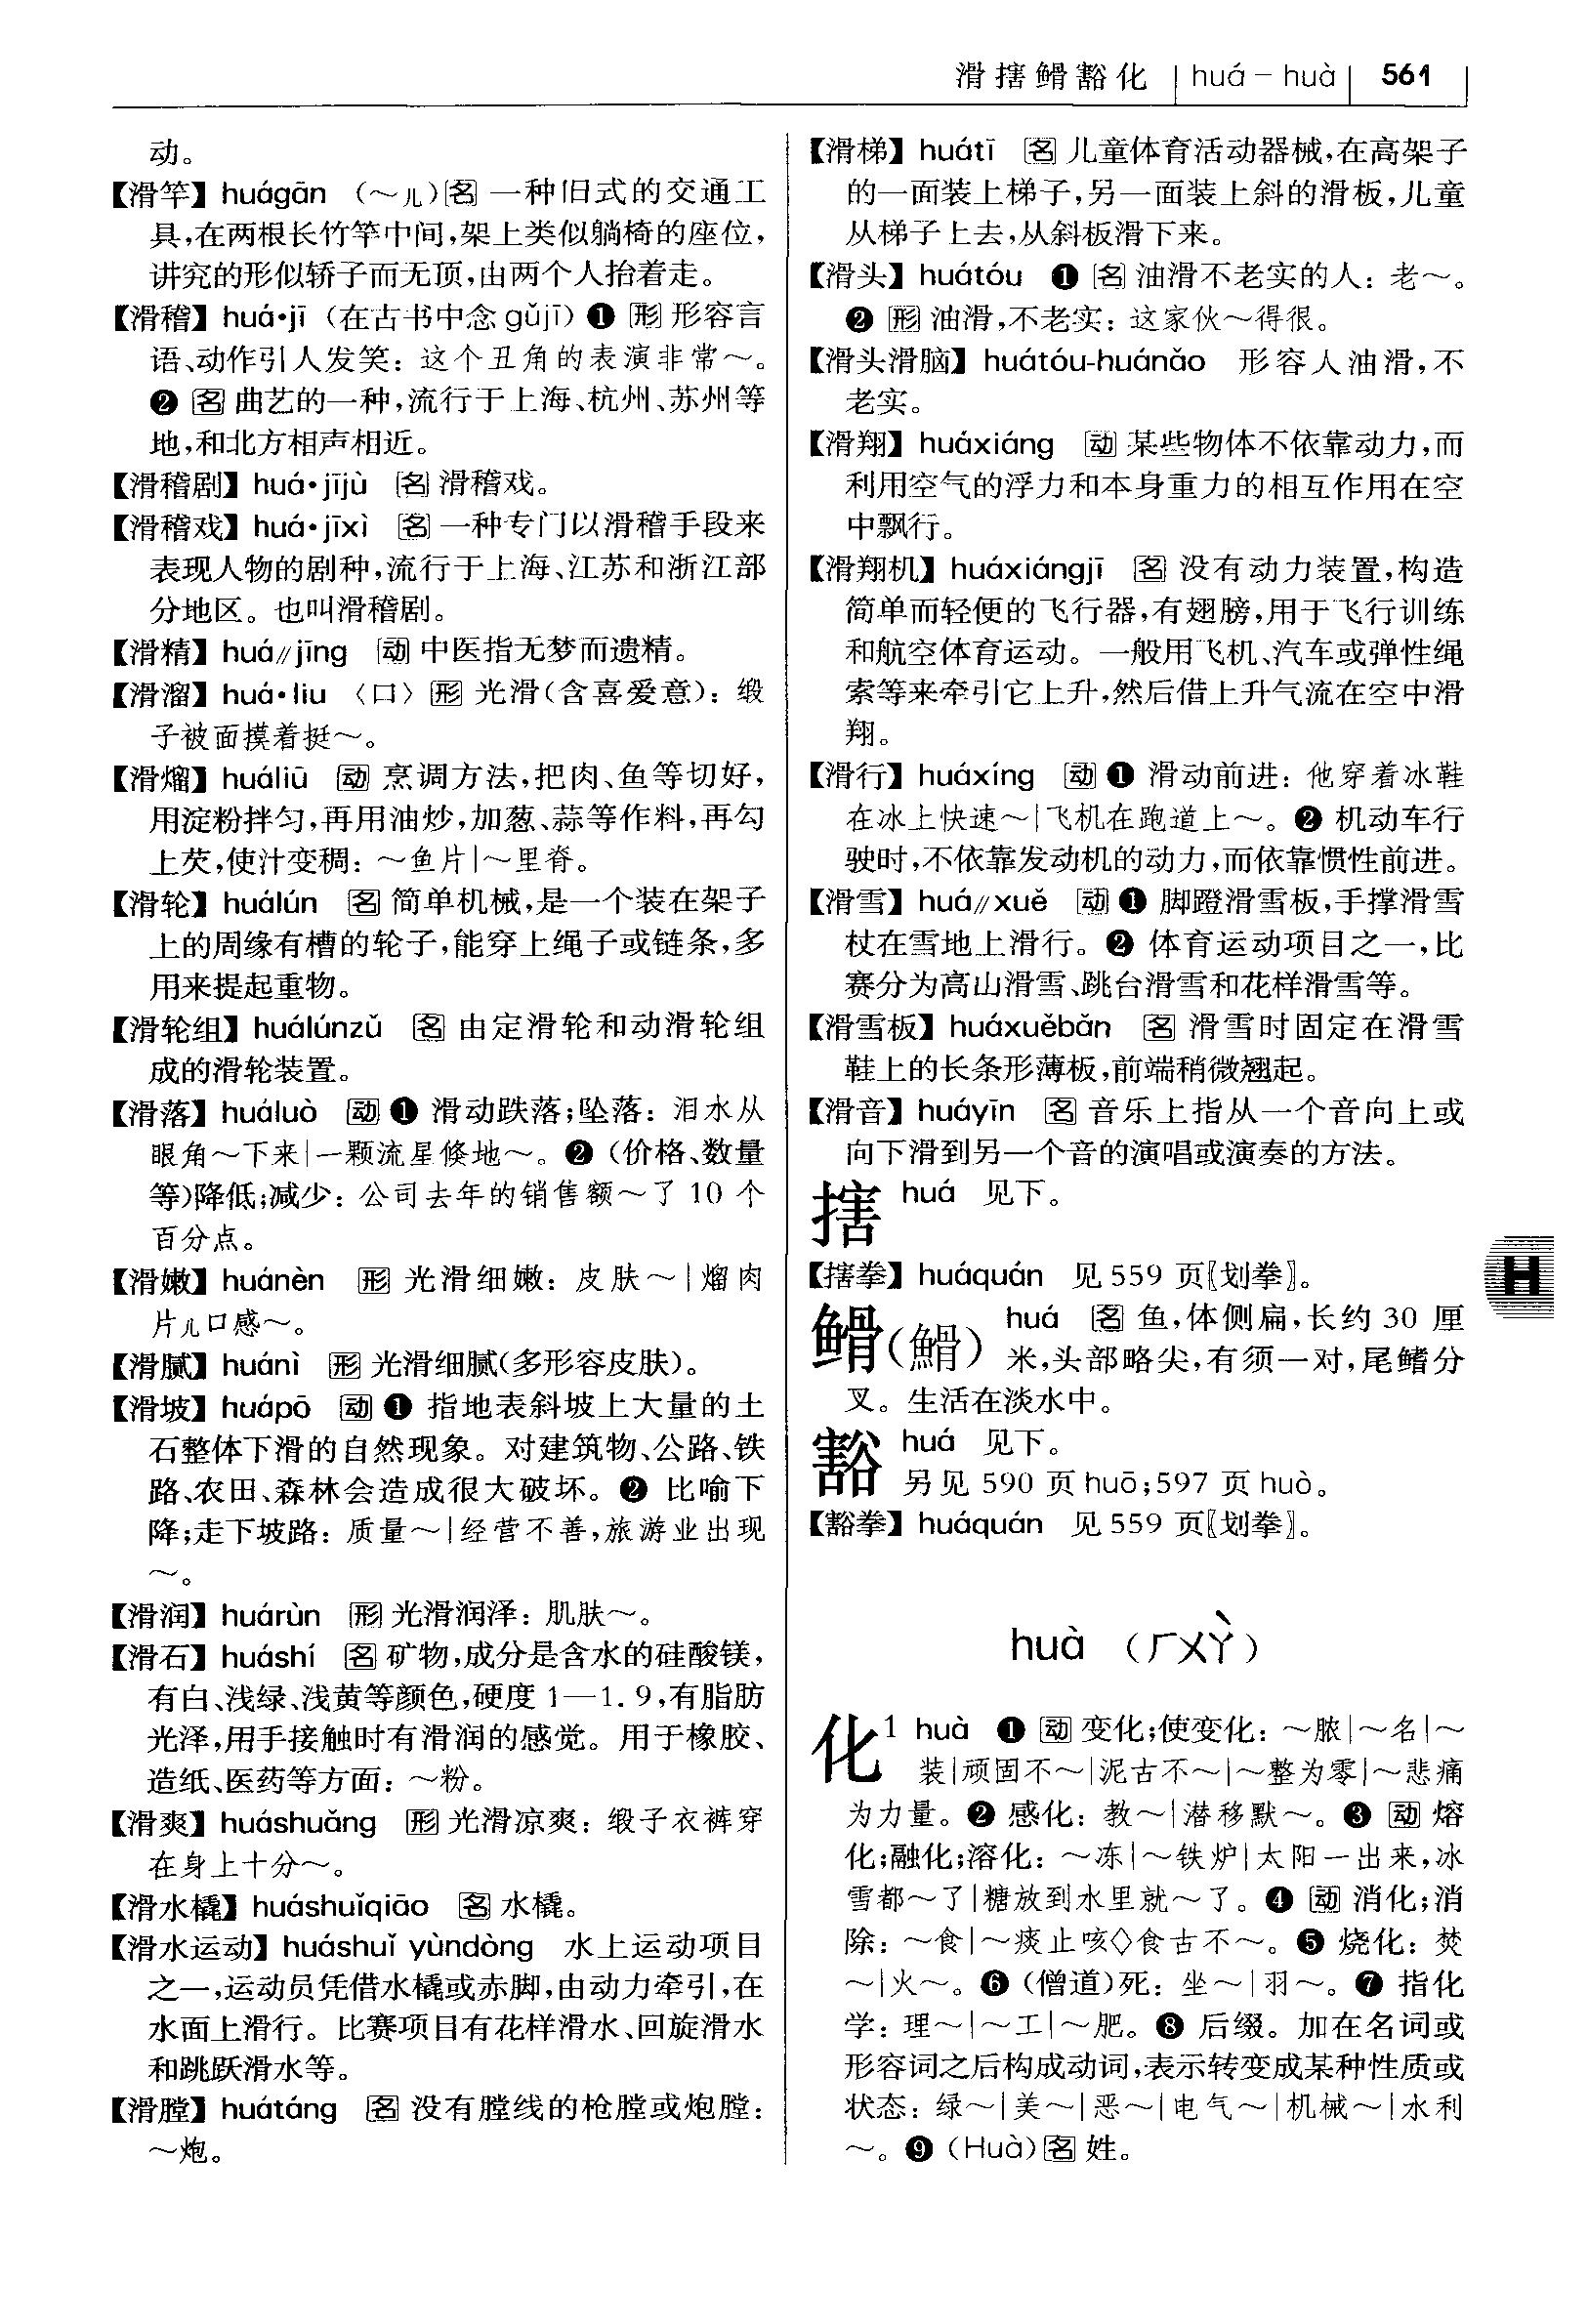 滑搳鳛豁化 | huá－huà | 561
动。
【滑竿】huágān （～儿）名 一种旧式的交通工
具，在两根长竹竿中间，架上类似躺椅的座位，
讲究的形似轿子而无顶，由两个人抬着走。
【滑稽】huá•jī（在古书中念 gǔjī）❶ 形 形容言
语、动作引人发笑：这个丑角的表演非常～。
❷ 名 曲艺的一种，流行于上海、杭州、苏州等
地，和北方相声相近。
【滑稽剧】huá•jījù 名 滑稽戏。
【滑稽戏】huá•jīxì 名 一种专门以滑稽手段来
表现人物的剧种，流行于上海、江苏和浙江部
分地区。也叫滑稽剧。
【滑精】huá∥jīng 动 中医指无梦而遗精。
【滑溜】huá•liu 〈口〉形 光滑（含喜爱意）：缎
子被面摸着挺～。
【滑熘】huáliū 动 烹调方法，把肉、鱼等切好，
用淀粉拌匀，再用油炒，加葱、蒜等作料，再勾
上芡，使汁变稠：～鱼片｜～里脊。
【滑轮】huálún 名 简单机械，是一个装在架子
上的周缘有槽的轮子，能穿上绳子或链条，多
用来提起重物。
【滑轮组】huálúnzǔ 名 由定滑轮和动滑轮组
成的滑轮装置。
【滑落】huáluò 动 ❶ 滑动跌落；坠落：泪水从
眼角～下来｜一颗流星倏地～。❷（价格、数量
等）降低；减少：公司去年的销售额～了 10 个
百分点。
【滑嫩】huánèn 形 光滑细嫩：皮肤～｜熘肉
片儿口感～。
【滑腻】huánì 形 光滑细腻（多形容皮肤）。
【滑坡】huápō 动 ❶ 指地表斜坡上大量的土
石整体下滑的自然现象。对建筑物、公路、铁
路、农田、森林会造成很大破坏。❷ 比喻下
降；走下坡路：质量～｜经营不善，旅游业出现
～。
【滑润】huárùn 形 光滑润泽：肌肤～。
【滑石】huáshí 名 矿物，成分是含水的硅酸镁，
有白、浅绿、浅黄等颜色，硬度 1—1.9，有脂肪
光泽，用手接触时有滑润的感觉。用于橡胶、
造纸、医药等方面：～粉。
【滑爽】huáshuǎng 形 光滑凉爽：缎子衣裤穿
在身上十分～。
【滑水橇】huáshuǐqiāo 名 水橇。
【滑水运动】huáshuǐ yùndòng 水上运动项目
之一，运动员凭借水橇或赤脚，由动力牵引，在
水面上滑行。比赛项目有花样滑水、回旋滑水
和跳跃滑水等。
【滑膛】huátáng 名 没有膛线的枪膛或炮膛：
～炮。
【滑梯】huátī 名 儿童体育活动器械，在高架子
的一面装上梯子，另一面装上斜的滑板，儿童
从梯子上去，从斜板滑下来。
【滑头】huátóu ❶ 名 油滑不老实的人：老～。
❷ 形 油滑，不老实：这家伙～得很。
【滑头滑脑】huátóu-huánǎo 形容人油滑，不
老实。
【滑翔】huáxiáng 动 某些物体不依靠动力，而
利用空气的浮力和本身重力的相互作用在空
中飘行。
【滑翔机】huáxiángjī 名 没有动力装置，构造
简单而轻便的飞行器，有翅膀，用于飞行训练
和航空体育运动。一般用飞机、汽车或弹性绳
索等来牵引它上升，然后借上升气流在空中滑
翔。
【滑行】huáxíng 动 ❶ 滑动前进：他穿着冰鞋
在冰上快速～｜飞机在跑道上～。❷ 机动车行
驶时，不依靠发动机的动力，而依靠惯性前进。
【滑雪】huá∥xuě 动 ❶ 脚蹬滑雪板，手撑滑雪
杖在雪地上滑行。❷ 体育运动项目之一，比
赛分为高山滑雪、跳台滑雪和花样滑雪等。
【滑雪板】huáxuěbǎn 名 滑雪时固定在滑雪
鞋上的长条形薄板，前端稍微翘起。
【滑音】huáyīn 名 音乐上指从一个音向上或
向下滑到另一个音的演唱或演奏的方法。
搳 huá 见下。
【搳拳】huáquán 见 559 页〖划拳〗。
䱻（鰗） huá 名 鱼，体侧扁，长约 30 厘
米，头部略尖，有须一对，尾鳍分
叉。生活在淡水中。
豁 huá 见下。
另见 590 页 huō；597 页 huò。
【豁拳】huáquán 见 559 页〖划拳〗。
H
huà （ㄏㄨㄚˋ）
化¹ huà ❶ 动 变化；使变化：～脓｜～名｜～
装｜顽固不～｜泥古不～｜～整为零｜～悲痛
为力量。❷ 感化：教～｜潜移默～。❸ 动 熔
化；融化；溶化：～冻｜～铁炉｜太阳一出来，冰
雪都～了｜糖放到水里就～了。❹ 动 消化；消
除：～食｜～痰止咳◇食古不～。❺ 烧化：焚
～｜火～。❻（僧道）死：坐～｜羽～。❼ 指化
学：理～｜～工｜～肥。❽ 后缀。加在名词或
形容词之后构成动词，表示转变成某种性质或
状态：绿～｜美～｜恶～｜电气～｜机械～｜水利
～。❾（Huà）名 姓。